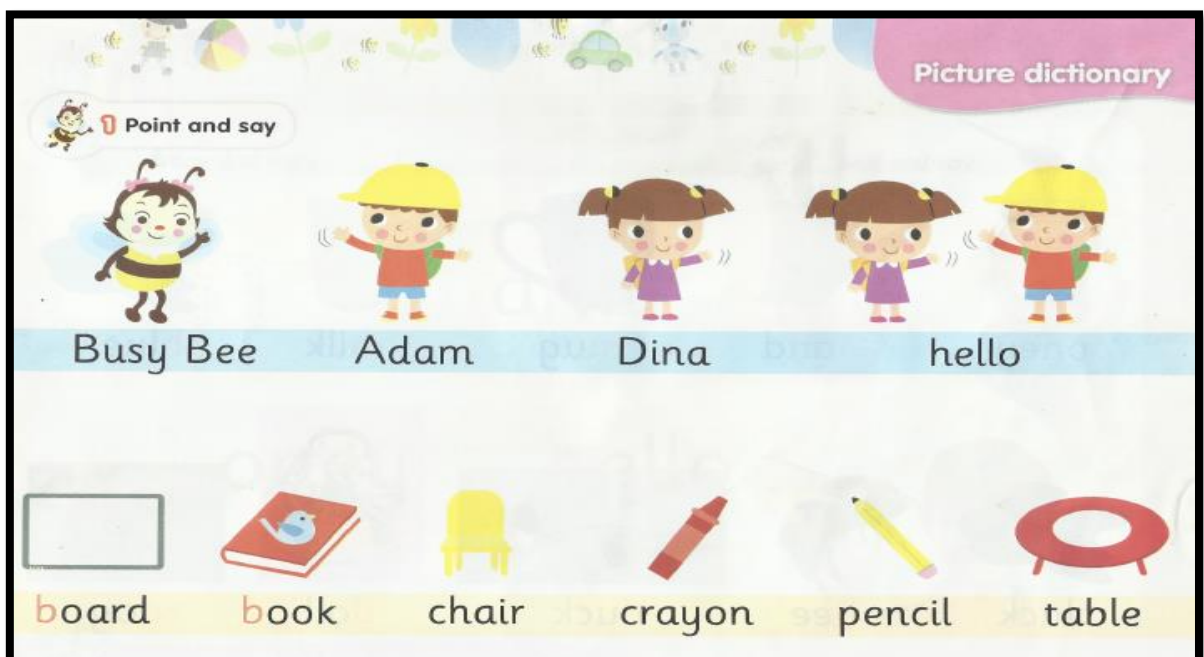 Picture dictionary
1 Point and say
Busy Bee Adam Dina hello
board book chair crayon pencil table